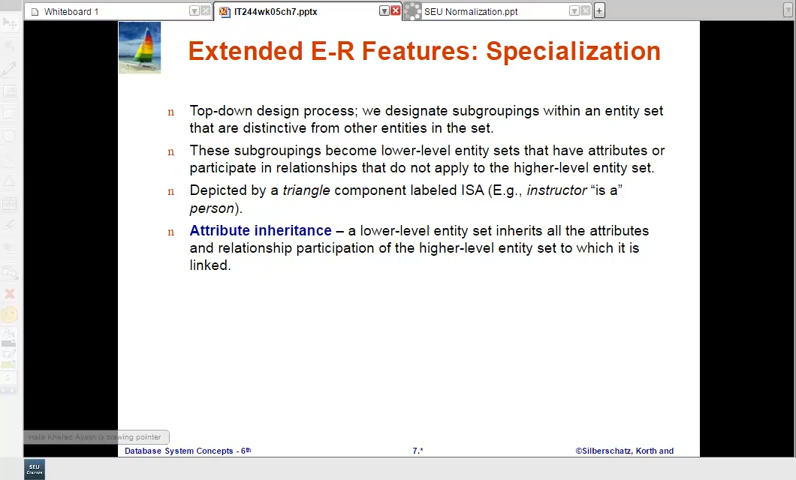 Whiteboard 1
IT244wk05ch7.pptx
SEU Normalization.ppt
Extended E-R Features: Specialization
n Top-down design process; we designate subgroupings within an entity set
that are distinctive from other entities in the set.
n These subgroupings become lower-level entity sets that have attributes or
participate in relationships that do not apply to the higher-level entity set.
n Depicted by a triangle component labeled ISA (E.g., instructor “is a”
person).
n Attribute inheritance – a lower-level entity set inherits all the attributes
and relationship participation of the higher-level entity set to which it is
linked.
is drawing pointer
Database System Concepts - 6th
7.*
©Silberschatz, Korth and
SEU